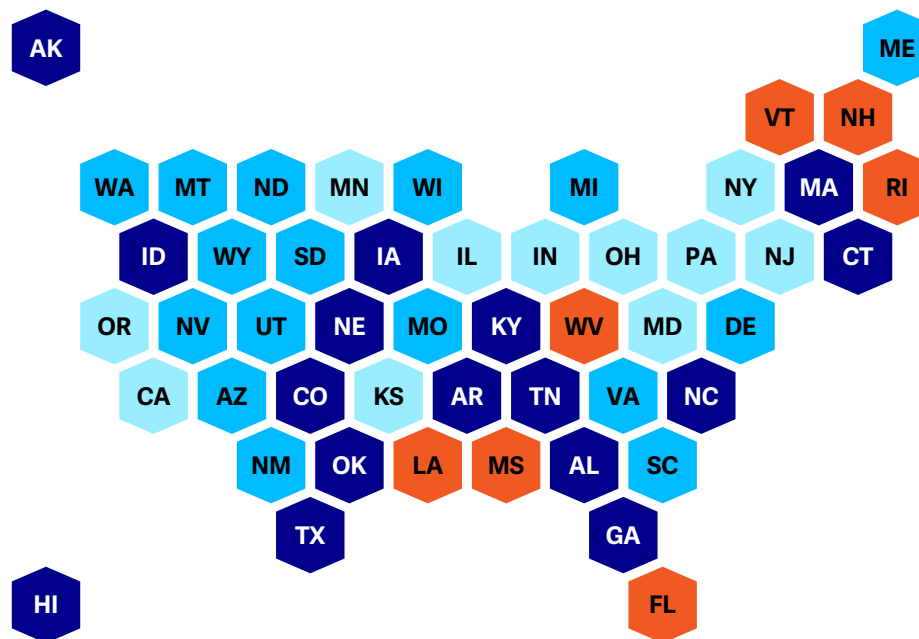 AK ME
VT NH
WA MT ND MN WI MI NY MA RI
ID WY SD IA IL IN OH PA NJ CT
OR NV UT NE MO KY WV MD DE
CA AZ CO KS AR TN VA NC
NM OK LA MS AL SC
TX GA
HI FL